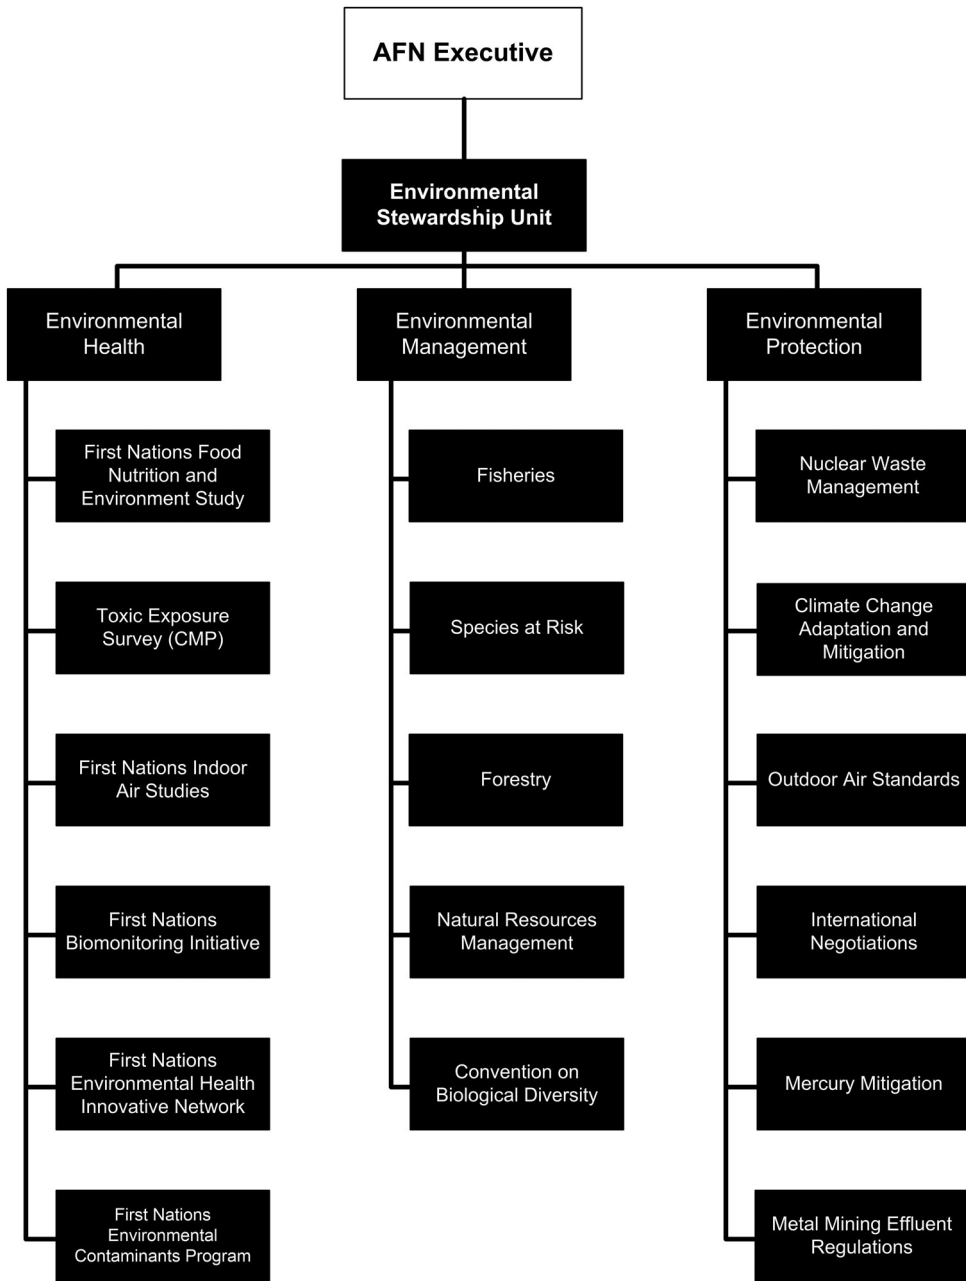 AFN Executive
Environmental
Stewardship Unit
Environmental
Health
First Nations Food
Nutrition and
Environment Study
Toxic Exposure
Survey (CMP)
First Nations Indoor
Air Studies
First Nations
Biomonitoring Initiative
First Nations
Environmental Health
Innovative Network
First Nations
Environmental
Contaminants Program
Environmental
Management
Fisheries
Species at Risk
Forestry
Natural Resources
Management
Convention on
Biological Diversity
Environmental
Protection
Nuclear Waste
Management
Climate Change
Adaptation and
Mitigation
Outdoor Air Standards
International
Negotiations
Mercury Mitigation
Metal Mining Effluent
Regulations